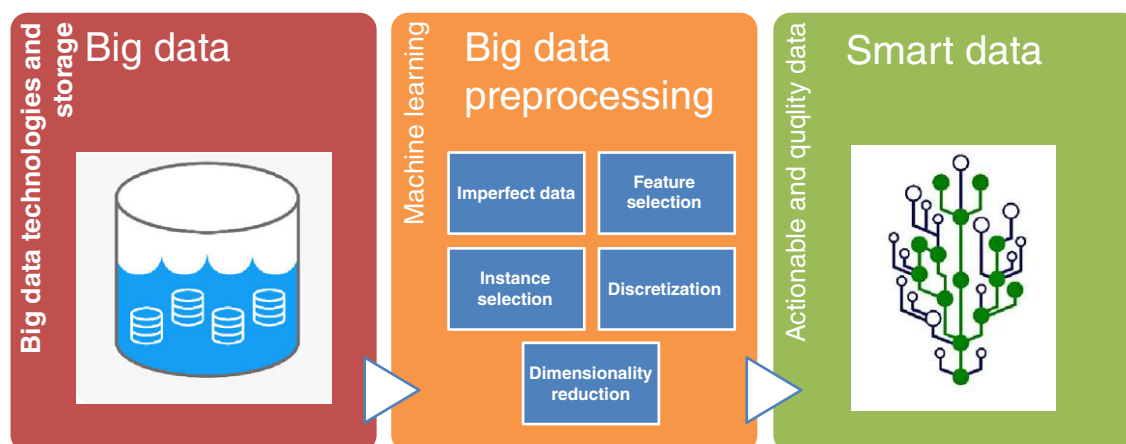 Big data technologies and
storage
Big data
Machine learning
Big data
preprocessing
Imperfect data
Feature
selection
Instance
selection
Discretization
Dimensionality
reduction
Actionable and quqlity data
Smart data